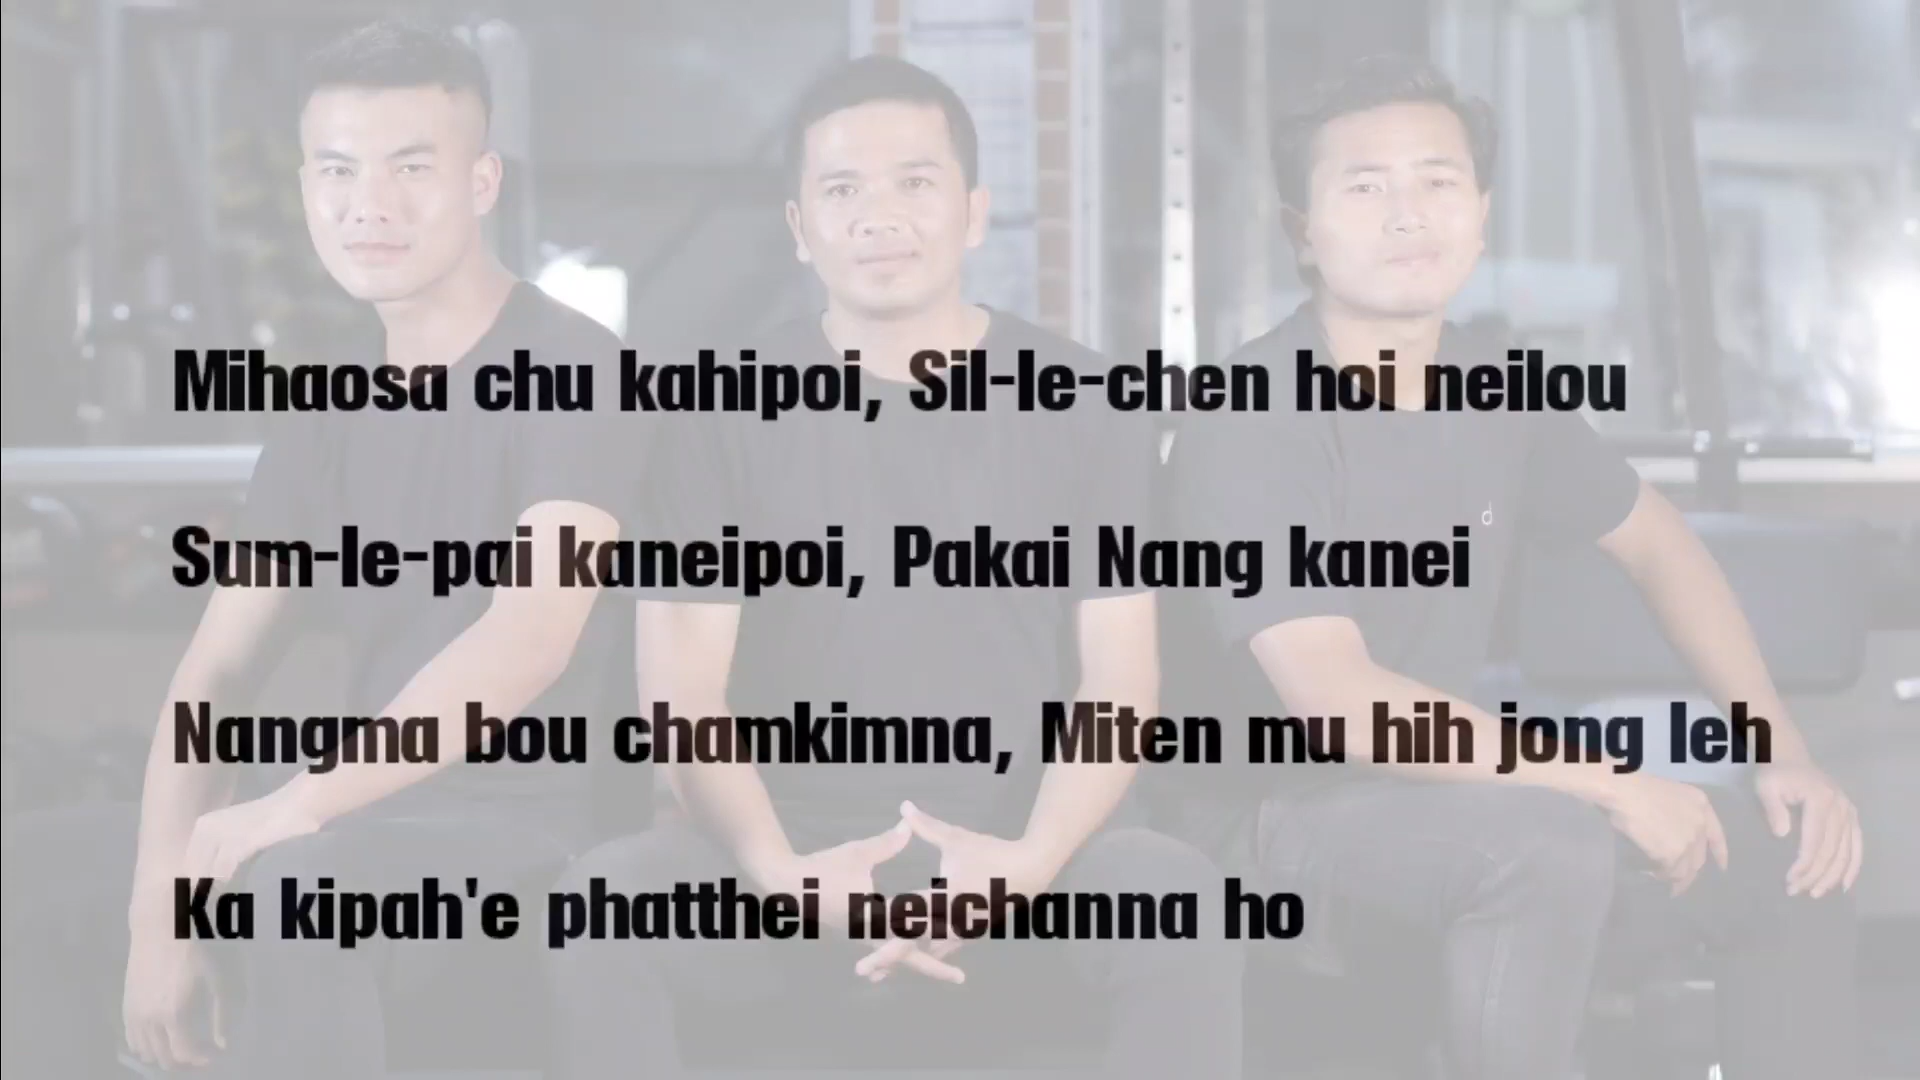 Mihaosa chu kahipoi, Sil-le-chen hoi neilou
Sum-le-pai kaneipoi, Pakai Nang kanei
Nangma bou chamkimna, Miten mu hih jong leh
Ka kipah'e phatthei neichanna ho
d